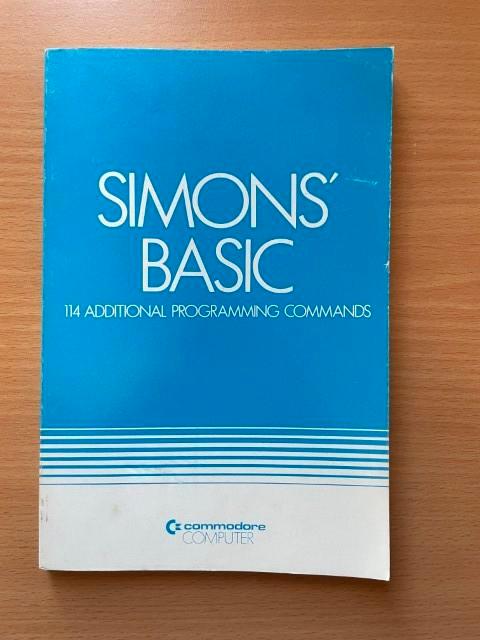 SIMONS'
BASIC
114 ADDITIONAL PROGRAMMING COMMANDS
commodore
COMPUTER